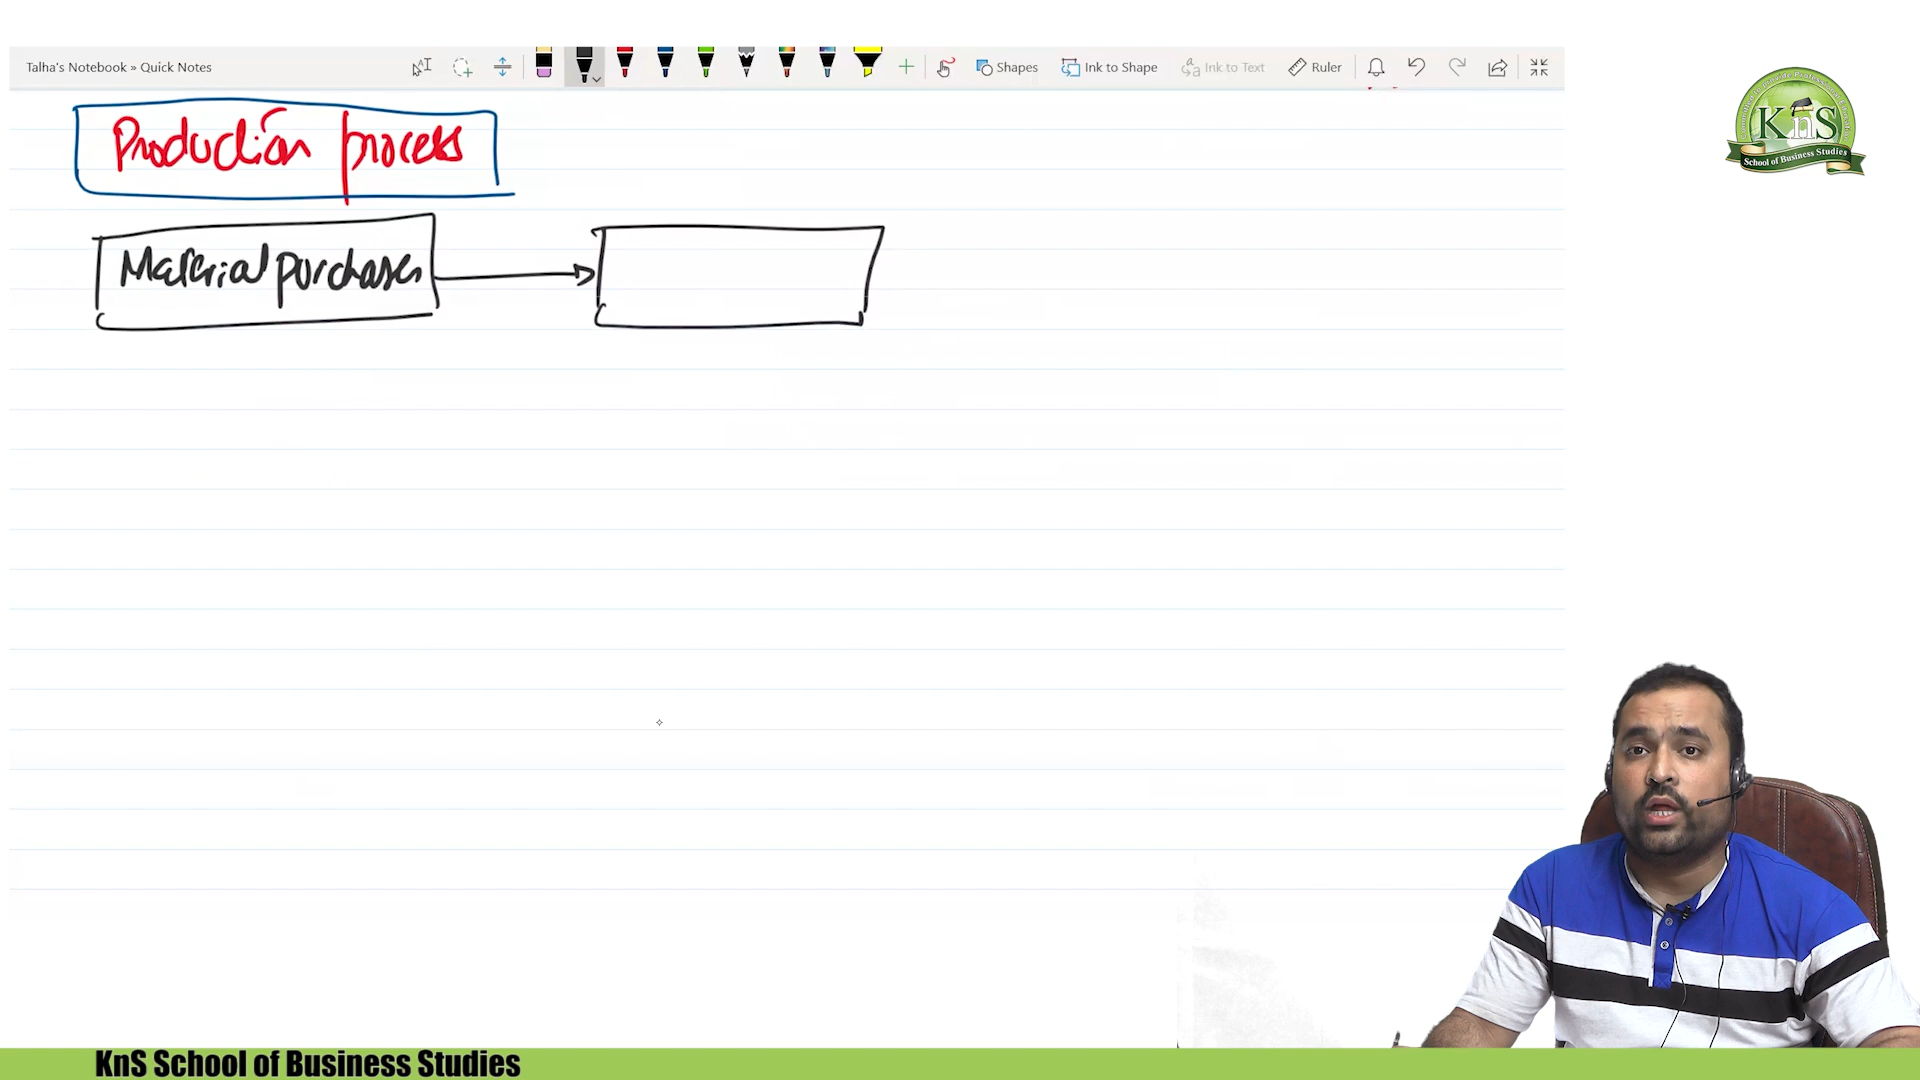 Talha's Notebook » Quick Notes
Shapes
Ink to Shape
Ink to Text
Ruler
Production process
Material purchases
KnS
School of Business Studies
KnS School of Business Studies